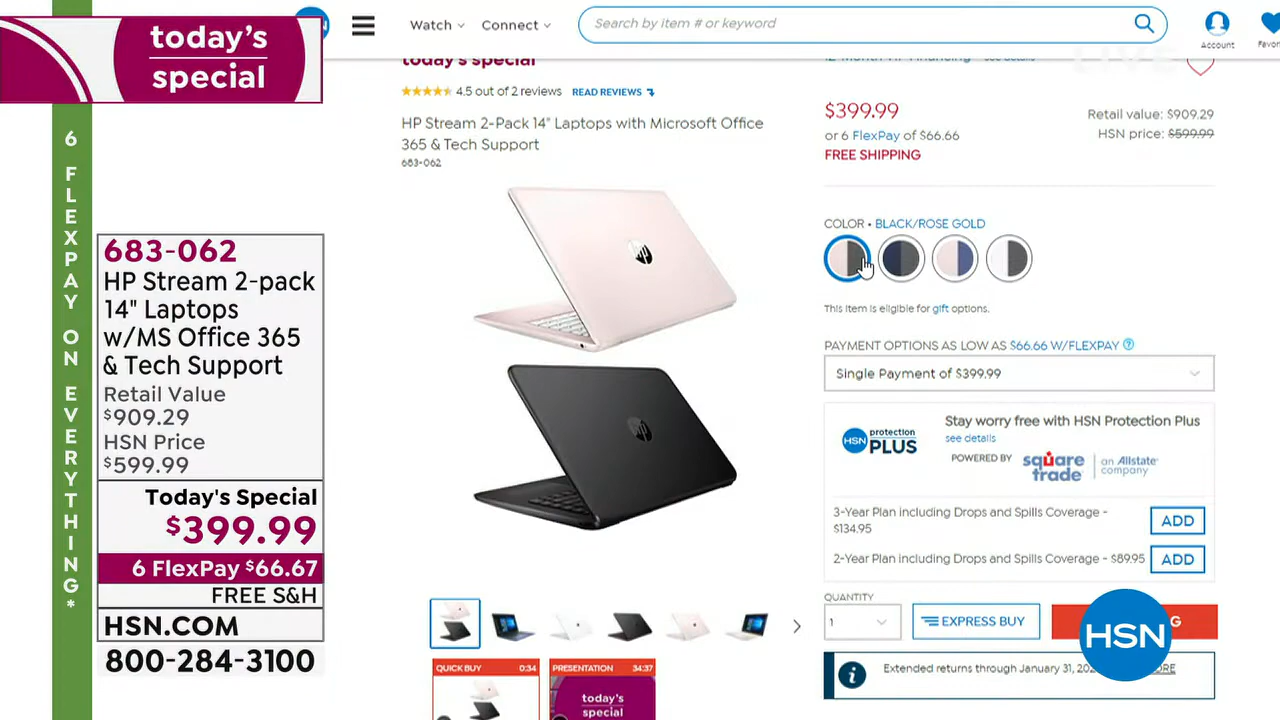 today's
special
6 FLEXPAY ON EVERYTHING*
683-062
HP Stream 2-pack
14" Laptops
w/MS Office 365
& Tech Support
Retail Value
$909.29
HSN Price
$599.99
Today's Special
$399.99
6 FlexPay $66.67
FREE S&H
HSN.COM
800-284-3100
Watch
Connect
Search by item # or keyword
Account
LIVE
today's special
4.5 out of 2 reviews READ REVIEWS
HP Stream 2-Pack 14" Laptops with Microsoft Office
365 & Tech Support
683-062
hp
hp
QUICK BUY 0:34
PRESENTATION 34:37
today's
special
$399.99
Retail value: $909.29
or 6 FlexPay of $66.66
HSN price: $599.99
FREE SHIPPING
COLOR • BLACK/ROSE GOLD
This item is eligible for gift options.
PAYMENT OPTIONS AS LOW AS $66.66 W/FLEXPAY ?
Single Payment of $399.99
HSN protection PLUS
Stay worry free with HSN Protection Plus
see details
POWERED BY square trade | an Allstate company
3-Year Plan including Drops and Spills Coverage -
$134.95
ADD
2-Year Plan including Drops and Spills Coverage - $89.95
ADD
QUANTITY
1
EXPRESS BUY
HSN
Extended returns through January 31,